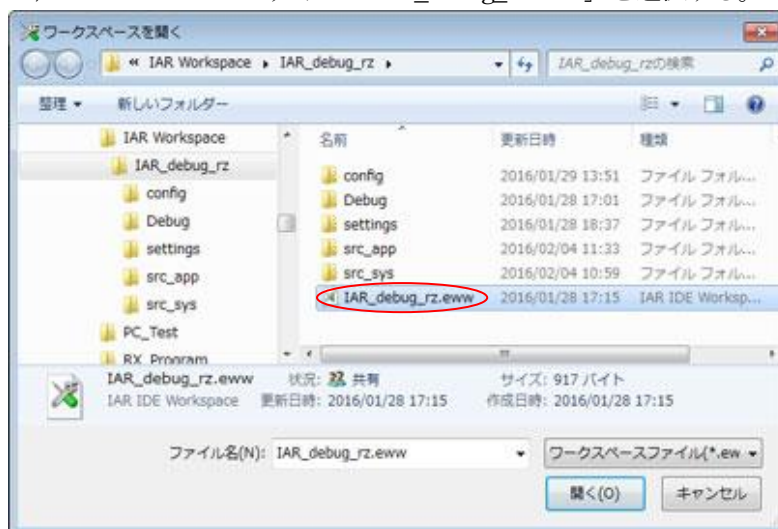 ワークスペースを開く
« IAR Workspace ▸ IAR_debug_rz ▸
IAR_debug_rzの検索
整理 ▼ 新しいフォルダー
IAR Workspace
IAR_debug_rz
config
Debug
settings
src_app
src_sys
PC_Test
RX Program
名前 更新日時 種類
config 2016/01/29 13:51 ファイル フォル...
Debug 2016/01/28 17:01 ファイル フォル...
settings 2016/01/28 18:37 ファイル フォル...
src_app 2016/02/04 11:33 ファイル フォル...
src_sys 2016/02/04 10:59 ファイル フォル...
IAR_debug_rz.eww 2016/01/28 17:15 IAR IDE Worksp...
IAR_debug_rz.eww 状況: 共有 サイズ: 917 バイト
IAR IDE Workspace 更新日時: 2016/01/28 17:15 作成日時: 2016/01/28 17:15
ファイル名(N): IAR_debug_rz.eww ワークスペースファイル(*.ew
開く(O) キャンセル